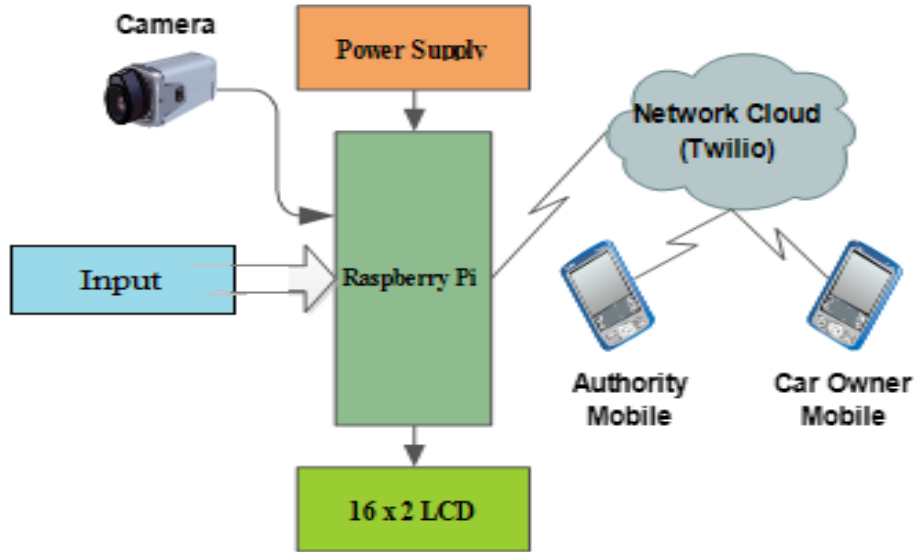 Camera
Power Supply
Network Cloud
(Twilio)
Input
Raspberry Pi
Authority
Mobile
Car Owner
Mobile
16 x 2 LCD